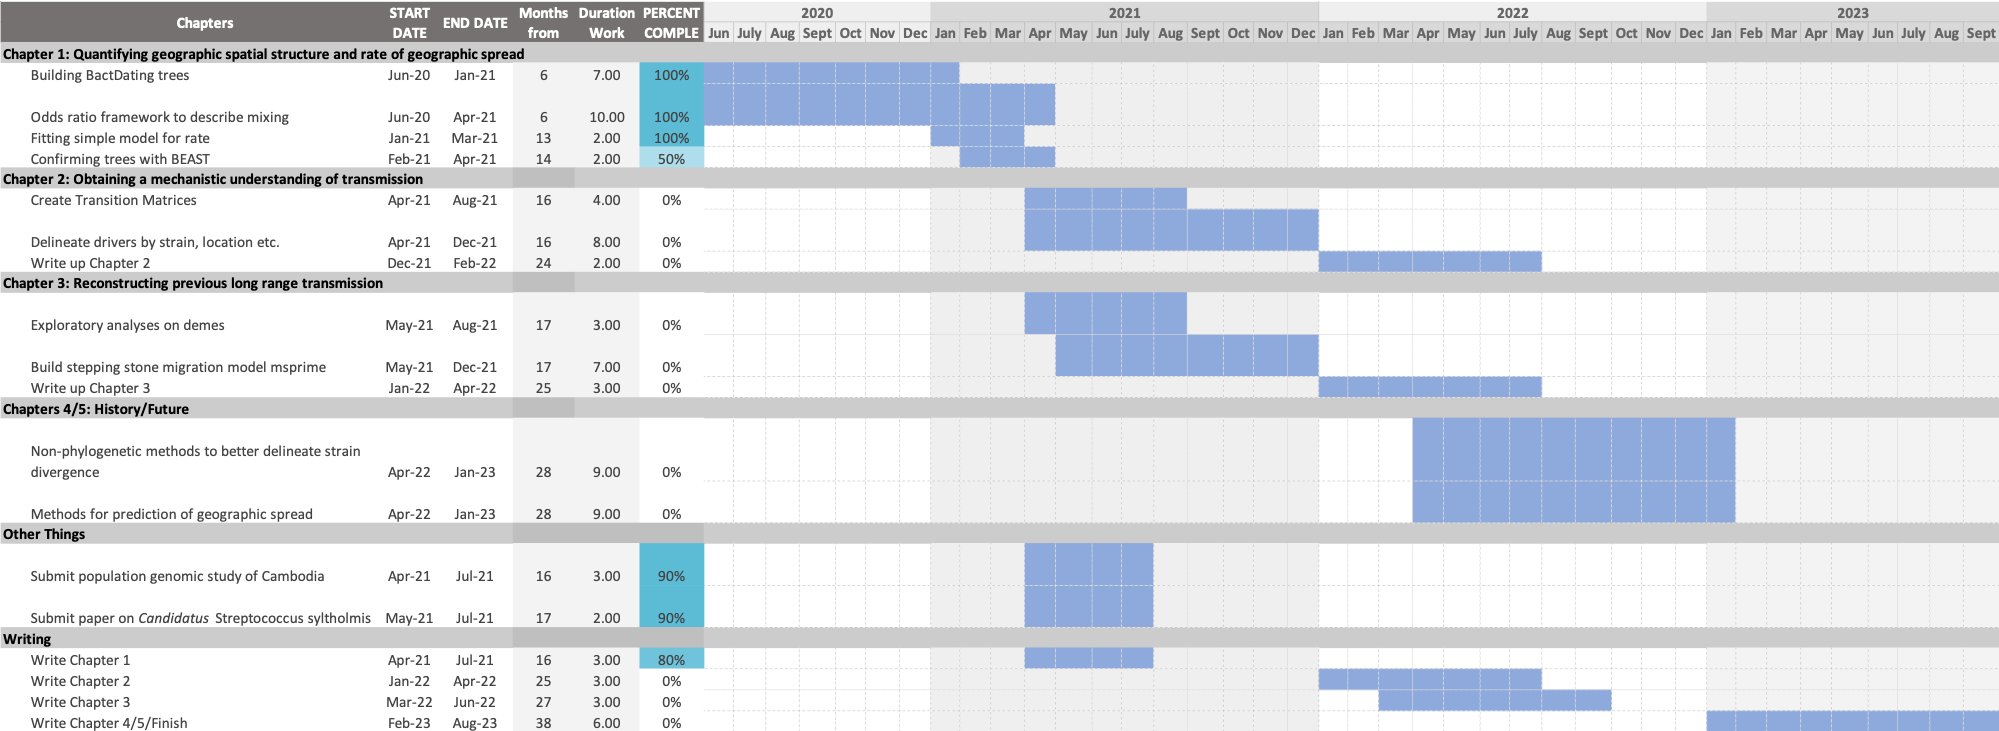 Chapters START DATE END DATE Months from Duration Work PERCENT COMPLE 2020 2021 2022 2023
Jun July Aug Sept Oct Nov Dec Jan Feb Mar Apr May Jun July Aug Sept Oct Nov Dec Jan Feb Mar Apr May Jun July Aug Sept Oct Nov Dec Jan Feb Mar Apr May Jun July Aug Sept
Chapter 1: Quantifying geographic spatial structure and rate of geographic spread
Building BactDating trees Jun-20 Jan-21 6 7.00 100%
Odds ratio framework to describe mixing Jun-20 Apr-21 6 10.00 100%
Fitting simple model for rate Jan-21 Mar-21 13 2.00 100%
Confirming trees with BEAST Feb-21 Apr-21 14 2.00 50%
Chapter 2: Obtaining a mechanistic understanding of transmission
Create Transition Matrices Apr-21 Aug-21 16 4.00 0%
Delineate drivers by strain, location etc. Apr-21 Dec-21 16 8.00 0%
Write up Chapter 2 Dec-21 Feb-22 24 2.00 0%
Chapter 3: Reconstructing previous long range transmission
Exploratory analyses on demes May-21 Aug-21 17 3.00 0%
Build stepping stone migration model msprime May-21 Dec-21 17 7.00 0%
Write up Chapter 3 Jan-22 Apr-22 25 3.00 0%
Chapters 4/5: History/Future
Non-phylogenetic methods to better delineate strain
divergence Apr-22 Jan-23 28 9.00 0%
Methods for prediction of geographic spread Apr-22 Jan-23 28 9.00 0%
Other Things
Submit population genomic study of Cambodia Apr-21 Jul-21 16 3.00 90%
Submit paper on Candidatus Streptococcus syltholmis May-21 Jul-21 17 2.00 90%
Writing
Write Chapter 1 Apr-21 Jul-21 16 3.00 80%
Write Chapter 2 Jan-22 Apr-22 25 3.00 0%
Write Chapter 3 Mar-22 Jun-22 27 3.00 0%
Write Chapter 4/5/Finish Feb-23 Aug-23 38 6.00 0%